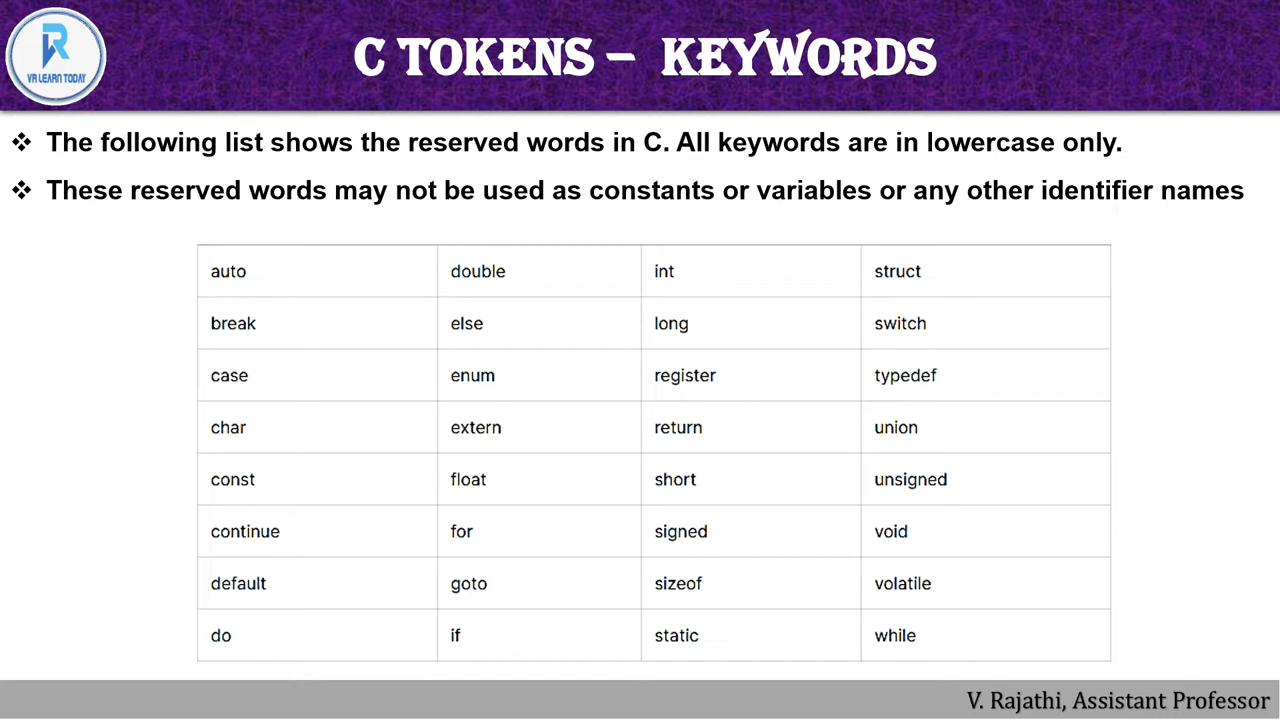 VR LEARN TODAY
C TOKENS – KEYWORDS
❖ The following list shows the reserved words in C. All keywords are in lowercase only.
❖ These reserved words may not be used as constants or variables or any other identifier names
auto double int struct
break else long switch
case enum register typedef
char extern return union
const float short unsigned
continue for signed void
default goto sizeof volatile
do if static while
V. Rajathi, Assistant Professor